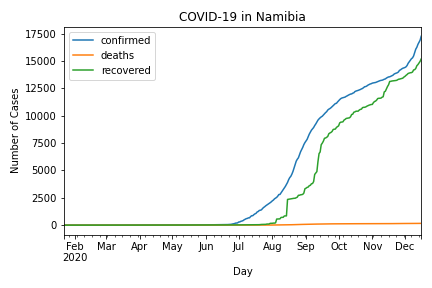 COVID-19 in Namibia
confirmed
deaths
recovered
Number of Cases
17500
15000
12500
10000
7500
5000
2500
0
Feb Mar Apr May Jun Jul Aug Sep Oct Nov Dec
2020
Day